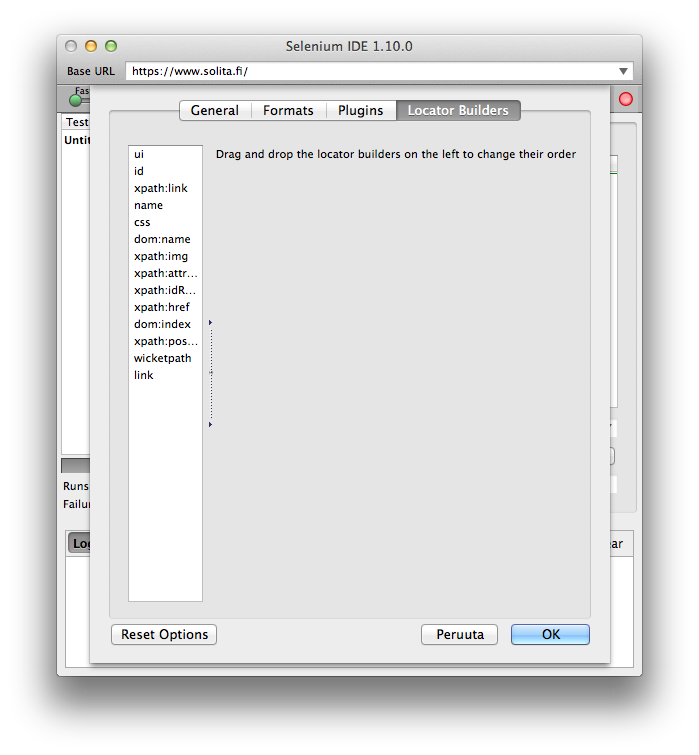 Selenium IDE 1.10.0
Base URL https://www.solita.fi/
Fas
General Formats Plugins Locator Builders
Test
Untit
ui
Drag and drop the locator builders on the left to change their order
id
xpath:link
name
css
dom:name
xpath:img
xpath:attr...
xpath:idR...
xpath:href
dom:index
xpath:pos...
wicketpath
link
Runs
Failur
Log
ar
Reset Options Peruuta OK